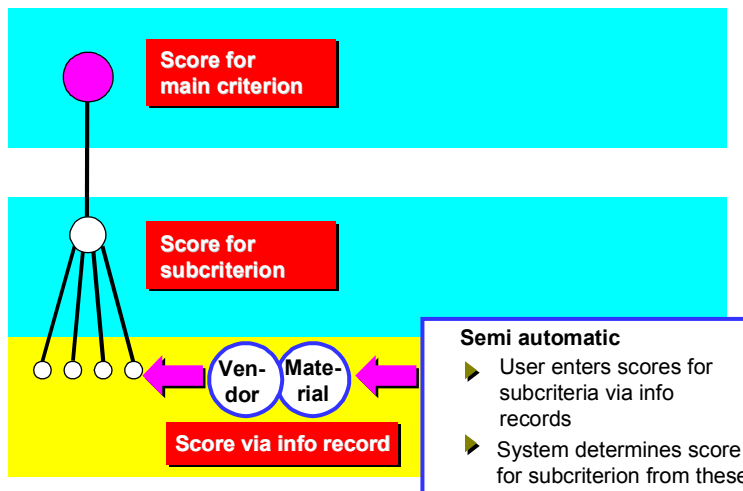 Score for
main criterion
Score for
subcriterion
Ven-
dor
Mate-
rial
Score via info record
Semi automatic
User enters scores for
subcriteria via info
records
System determines score
for subcriterion from these